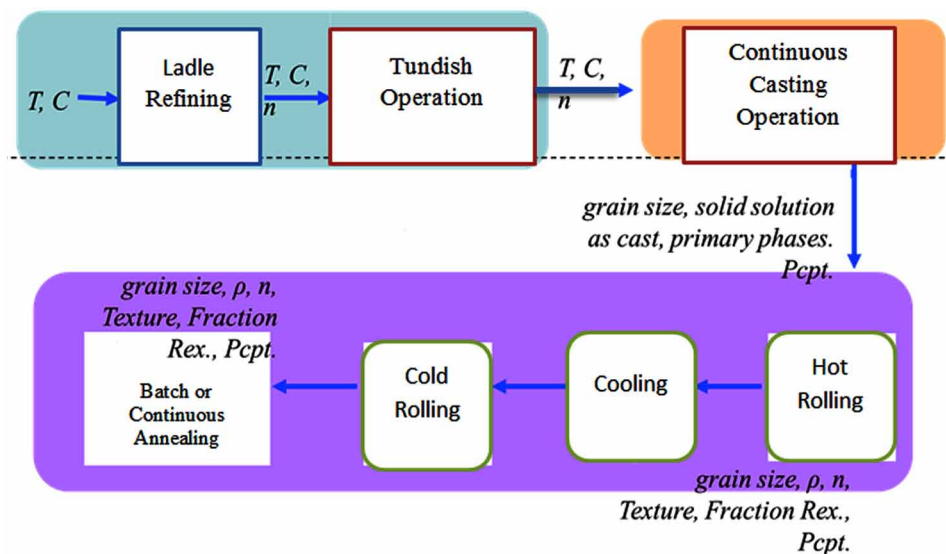 T, C
Ladle
Refining
T, C,
n
Tundish
Operation
T, C,
n
Continuous
Casting
Operation
grain size, solid solution
as cast, primary phases.
Pcpt.
grain size, ρ, n,
Texture, Fraction
Rex., Pcpt.
Batch or
Continuous
Annealing
Cold
Rolling
Cooling
Hot
Rolling
grain size, ρ, n,
Texture, Fraction Rex.,
Pcpt.